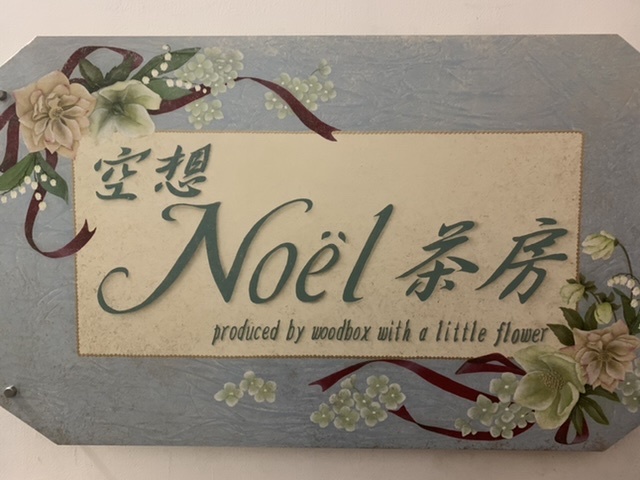 空想
Noël 茶房
produced by woodbox with a little flower